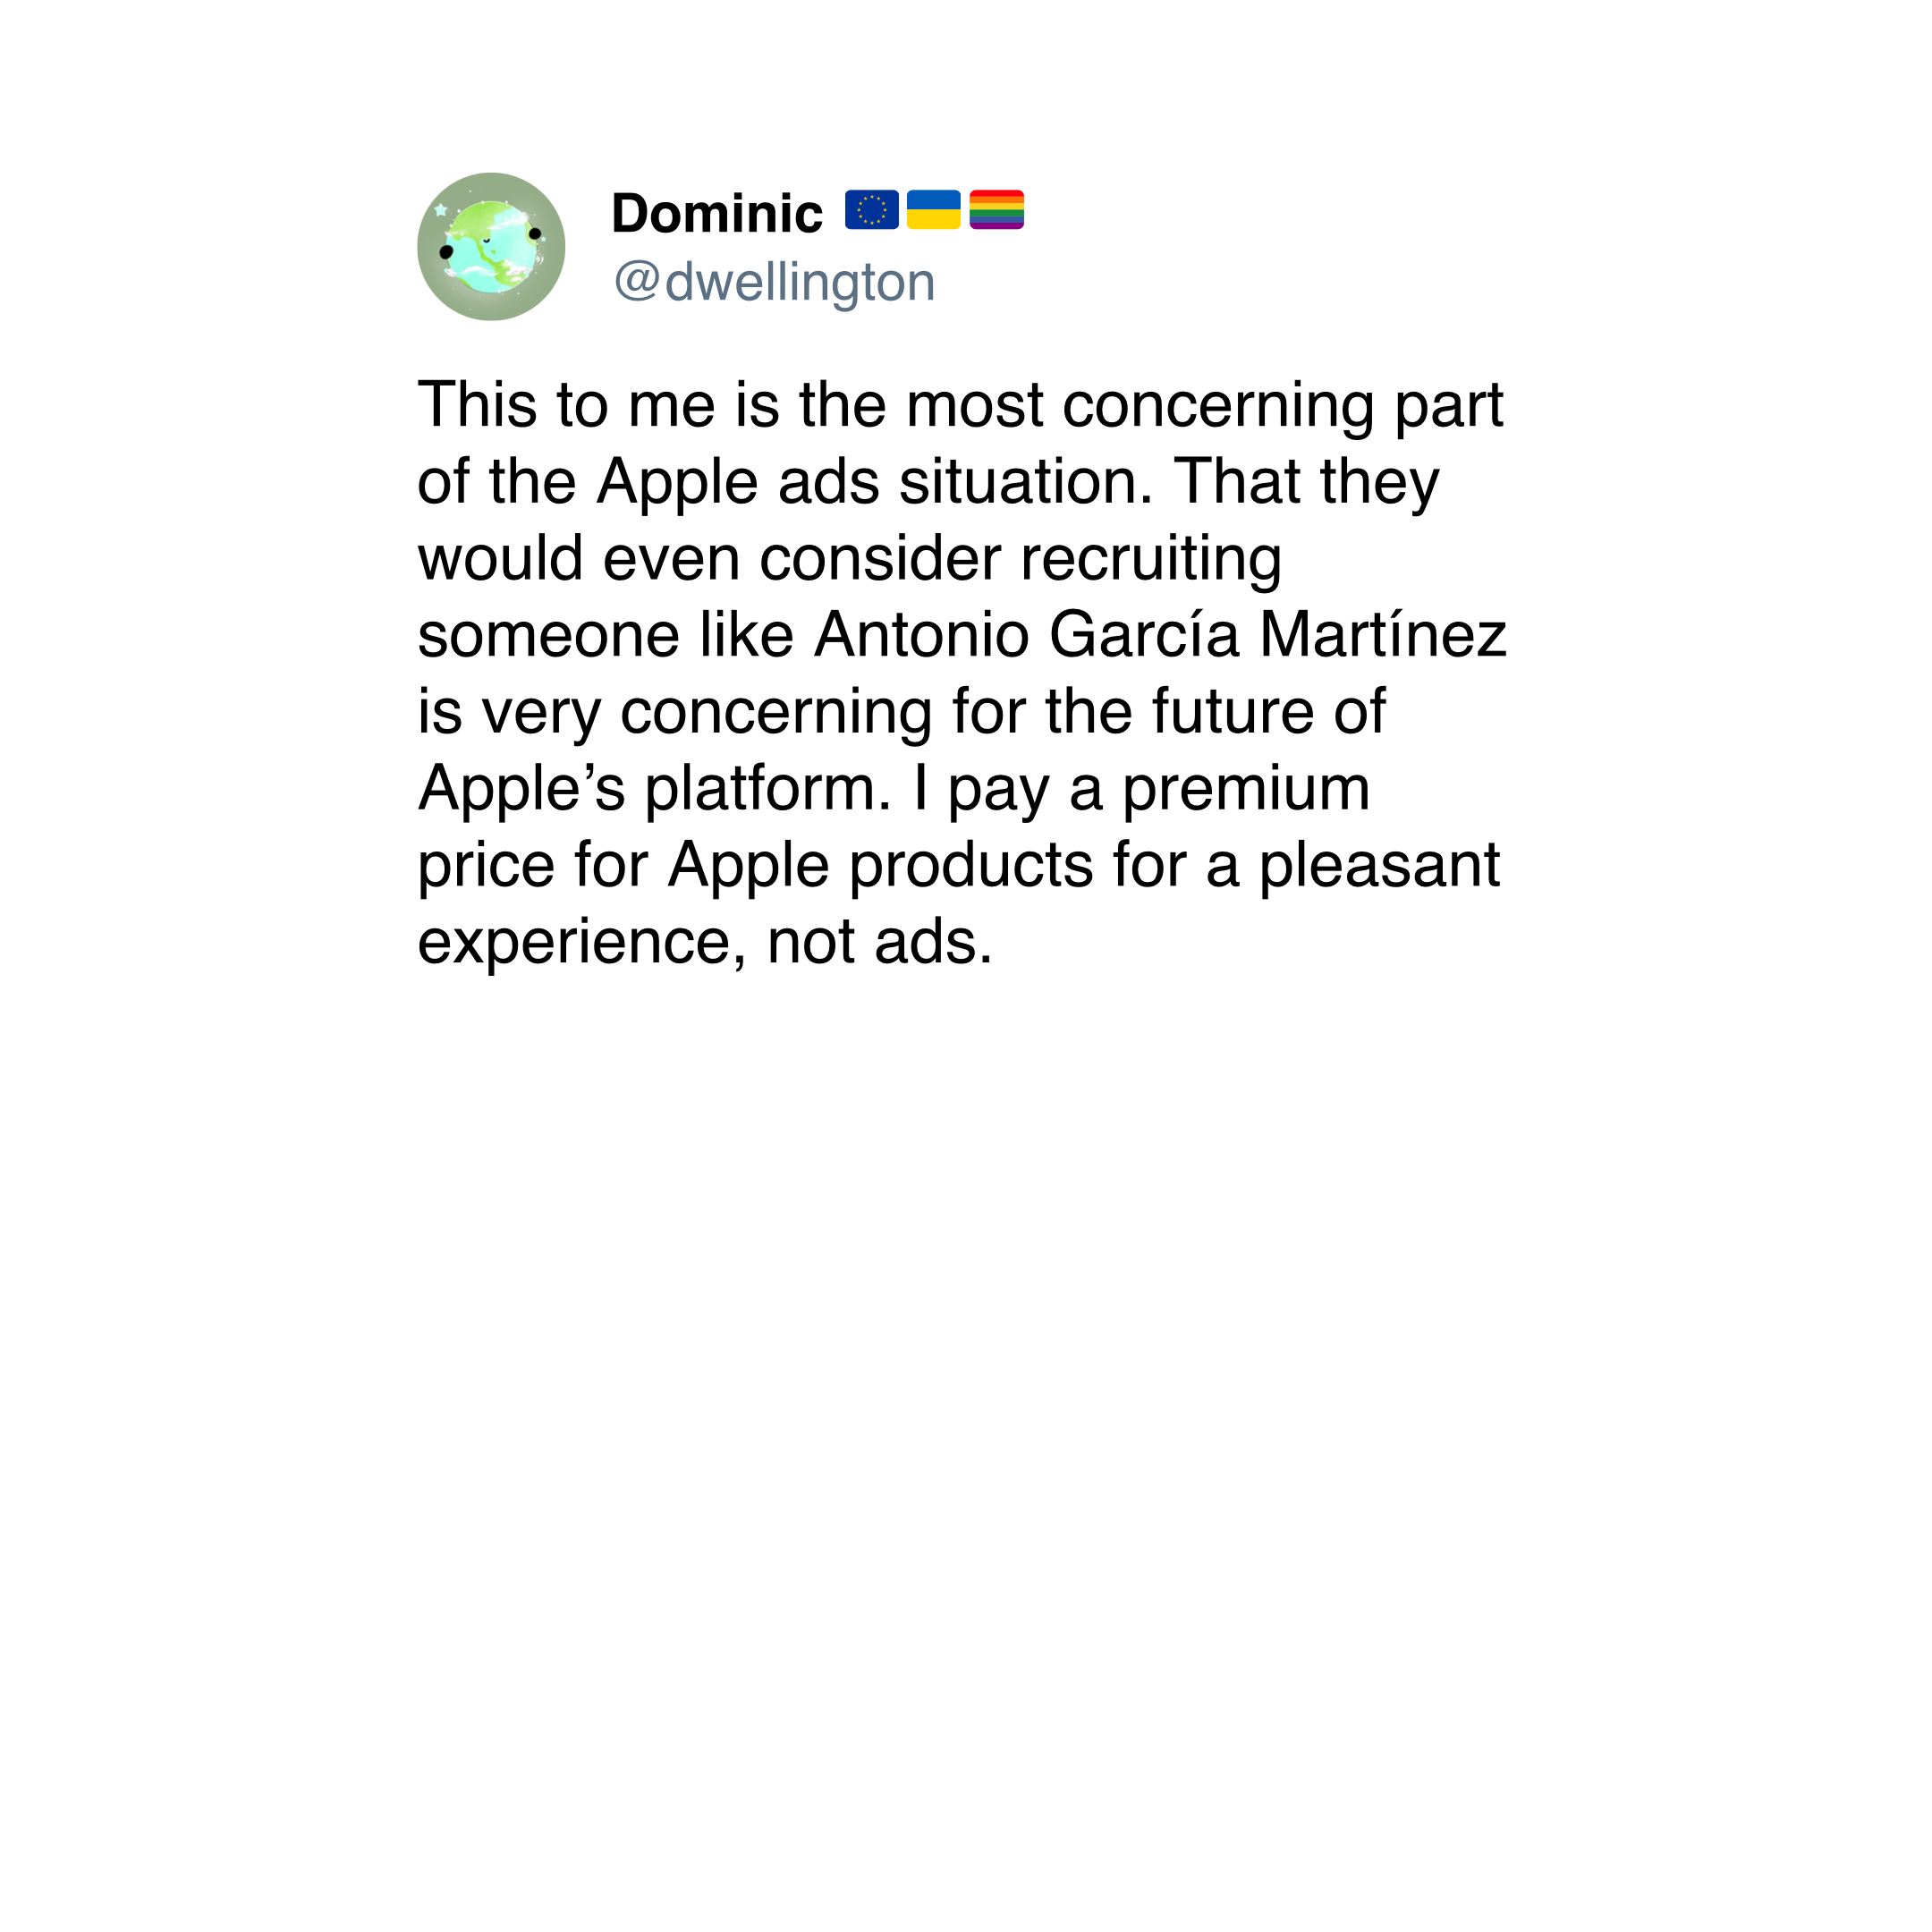 Dominic 🇪🇺🇺🇦🏳️‍🌈
@dwellington
This to me is the most concerning part
of the Apple ads situation. That they
would even consider recruiting
someone like Antonio García Martínez
is very concerning for the future of
Apple’s platform. I pay a premium
price for Apple products for a pleasant
experience, not ads.